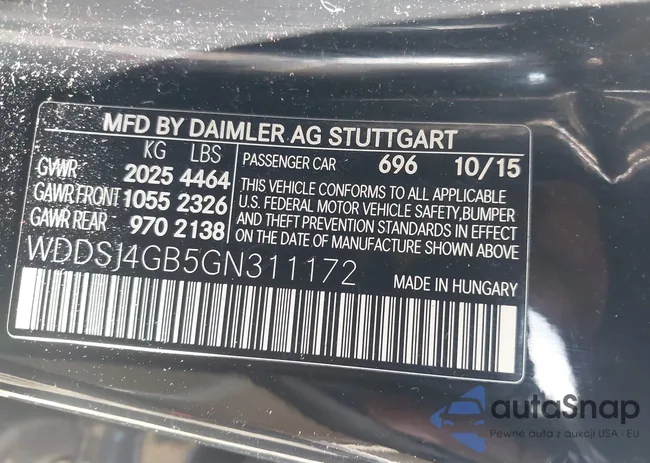 MFD BY DAIMLER AG STUTTGART
KG LBS
GVWR 2025 4464
GAWR FRONT 1055 2326
GAWR REAR 970 2138
PASSENGER CAR 696 10/15
THIS VEHICLE CONFORMS TO ALL APPLICABLE
U.S. FEDERAL MOTOR VEHICLE SAFETY, BUMPER
AND THEFT PREVENTION STANDARDS IN EFFECT
ON THE DATE OF MANUFACTURE SHOWN ABOVE
WDDSJ4GB5GN311172
MADE IN HUNGARY
autoSnap
Pewne auta z aukcji USA i EU